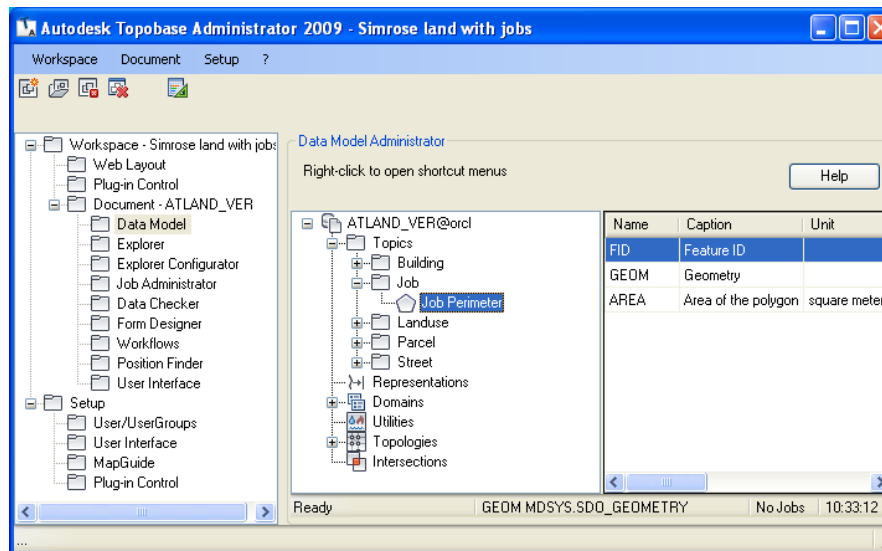 Autodesk Topobase Administrator 2009 - Simrose land with jobs
Workspace Document Setup ?
Workspace - Simrose land with jobs
Web Layout
Plug-in Control
Document - ATLAND_VER
Data Model
Explorer
Explorer Configurator
Job Administrator
Data Checker
Form Designer
Workflows
Position Finder
User Interface
Setup
User/UserGroups
User Interface
MapGuide
Plug-in Control
Data Model Administrator
Right-click to open shortcut menus
Help
ATLAND_VER@orcl
Topics
Building
Job
Job Perimeter
Landuse
Parcel
Street
Representations
Domains
Utilities
Topologies
Intersections
Name Caption Unit
FID Feature ID
GEOM Geometry
AREA Area of the polygon square meter
Ready GEOM MDSYS.SDO_GEOMETRY No Jobs 10:33:12
...